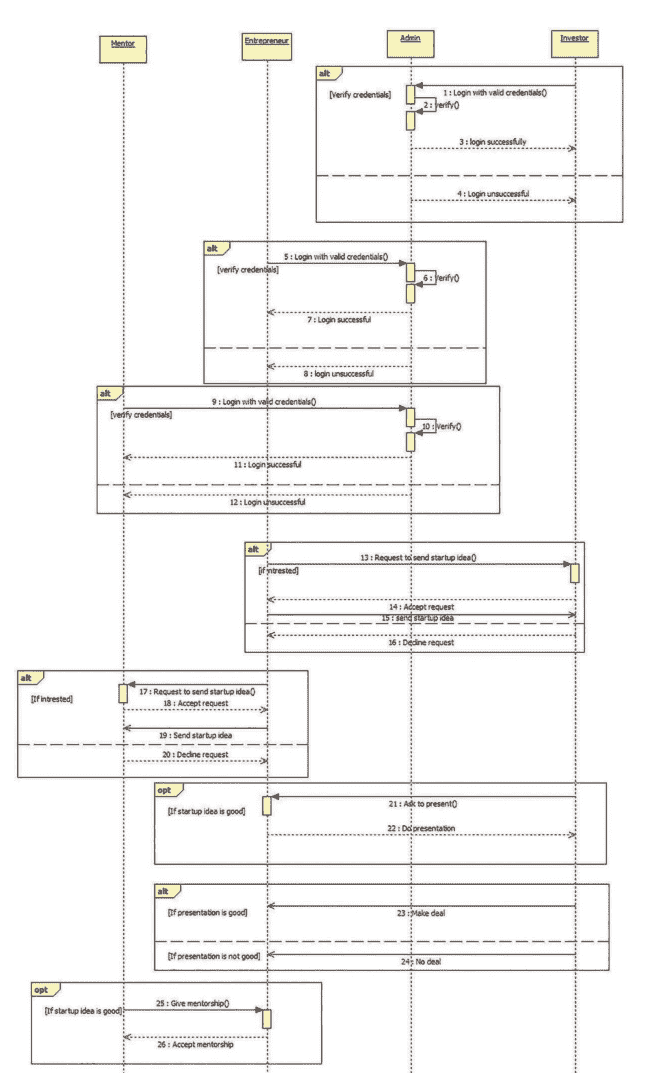 Mentor
Entrepreneur
Admin
Investor
alt
[Verify credentials]
1 : Login with valid credentials()
2 : Verify()
3 : login successfully
4 : Login unsuccessful
alt
[verify credentials]
5 : Login with valid credentials()
6 : Verify()
7 : Login successful
8 : login unsuccessful
alt
[verify credentials]
9 : Login with valid credentials()
10 : Verify()
11 : Login successful
12 : Login unsuccessful
alt
[if intrested]
13 : Request to send startup idea()
14 : Accept request
15 : send startup idea
16 : Decline request
alt
[If intrested]
17 : Request to send startup idea()
18 : Accept request
19 : Send startup idea
20 : Decline request
opt
[If startup idea is good]
21 : Ask to present()
22 : Do presentation
alt
[If presentation is good]
23 : Make deal
[If presentation is not good]
24 : No deal
opt
[If startup idea is good]
25 : Give mentorship()
26 : Accept mentorship